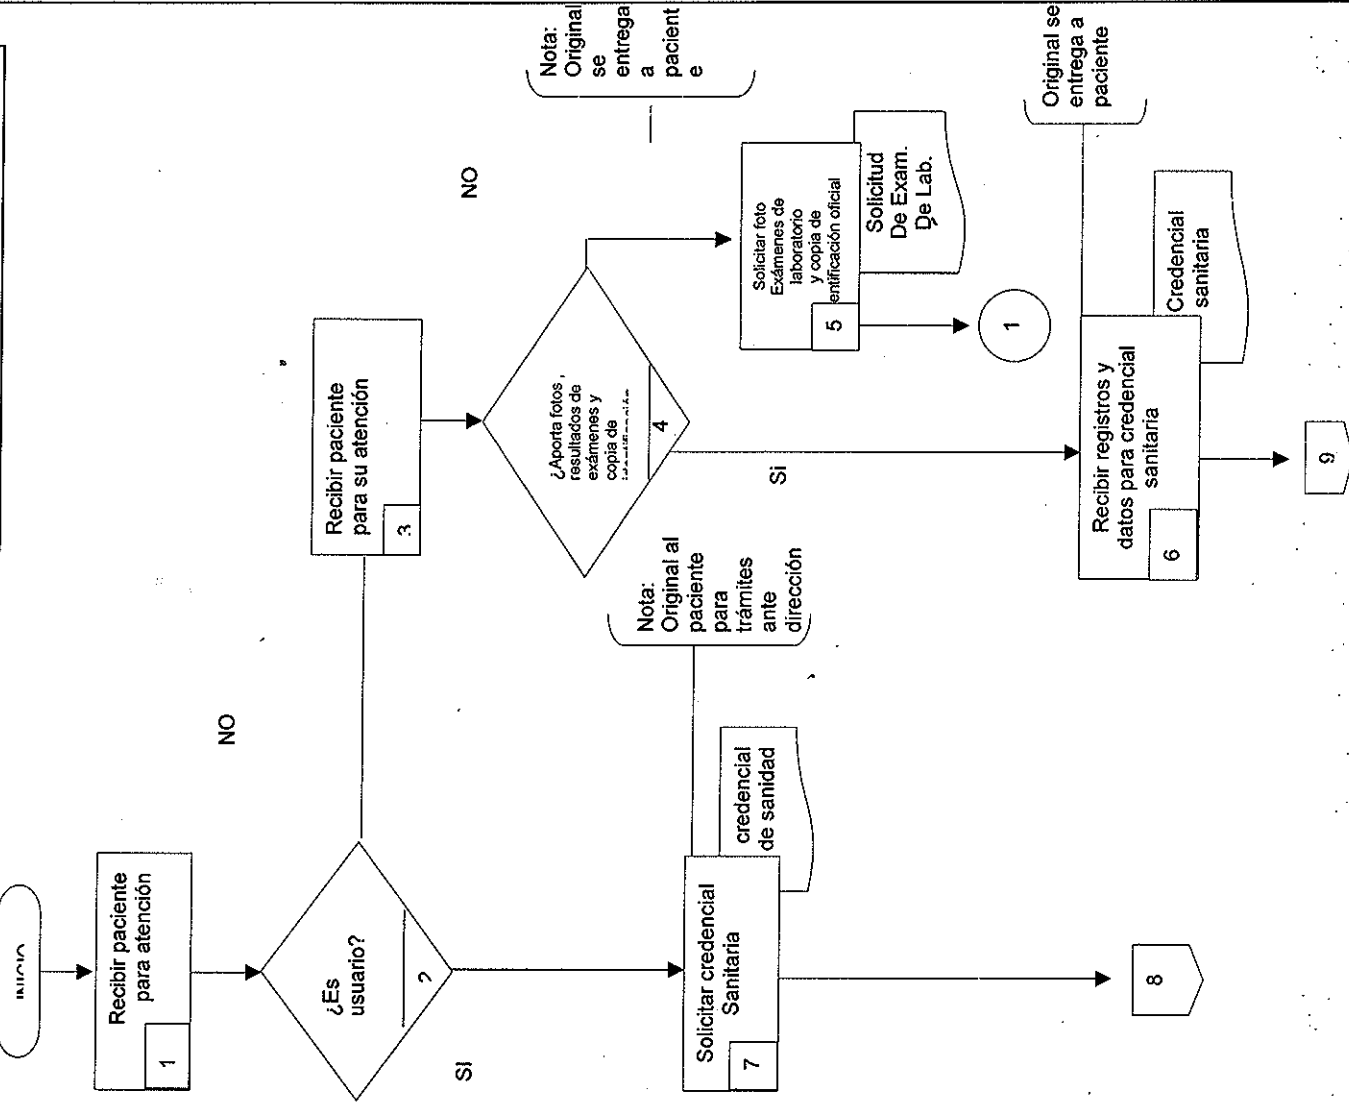 Recibir paciente
para atención
1
¿Es
usuario?
2
NO
SI
Recibir paciente
para su atención
3
¿Aporta fotos ,
resultados de
exámenes y
copia de
4
NO
Si
Nota:
Original
se
entrega
a
pacient
e
Solicitar foto
Exámenes de
laboratorio
y copia de
entificación oficial
5
Solicitud
De Exam.
De Lab.
1
Solicitar credencial
Sanitaria
7
credencial
de sanidad
Nota:
Original al
paciente
para
trámites
ante
dirección
8
Recibir registros y
datos para credencial
sanitaria
6
Credencial
sanitaria
Original se
entrega a
paciente
9